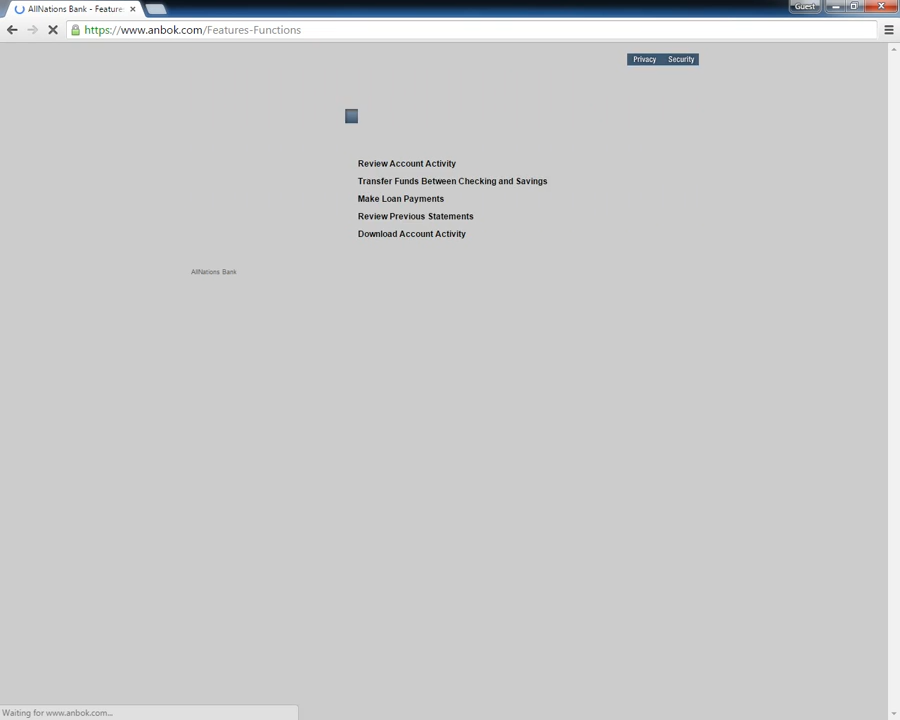 AllNations Bank - Feature
Guest
https://www.anbok.com/Features-Functions
Privacy Security
Review Account Activity
Transfer Funds Between Checking and Savings
Make Loan Payments
Review Previous Statements
Download Account Activity
AllNations Bank
Waiting for www.anbok.com...